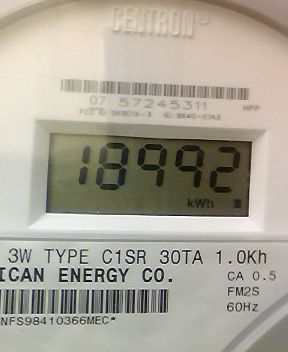 CENTRON®
07 57245311
HPP
18992
kWh
3W TYPE C1SR 30TA 1.0Kh
ICAN ENERGY CO.
CA 0.5
FM2S
60Hz
NFS98410366MEC*